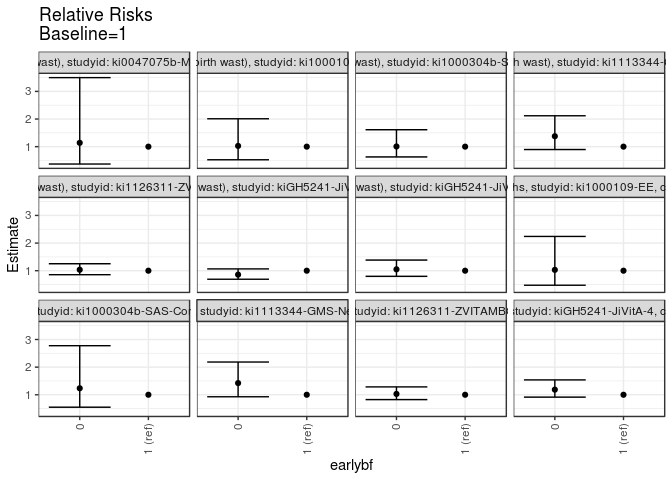 Relative Risks
Baseline=1
wast), studyid: ki0047075b-M
birth wast), studyid: ki100010
wast), studyid: ki1000304b-S
h wast), studyid: ki1113344-
3
2
1
wast), studyid: ki1126311-ZV
wast), studyid: kiGH5241-JiV
wast), studyid: kiGH5241-JiV
hs, studyid: ki1000109-EE, c
3
2
1
Estimate
tudyid: ki1000304b-SAS-Co
studyid: ki1113344-GMS-Ne
tudyid: ki1126311-ZVITAMB
studyid: kiGH5241-JiVitA-4, c
3
2
1
0
1 (ref)
0
1 (ref)
0
1 (ref)
0
1 (ref)
earlybf